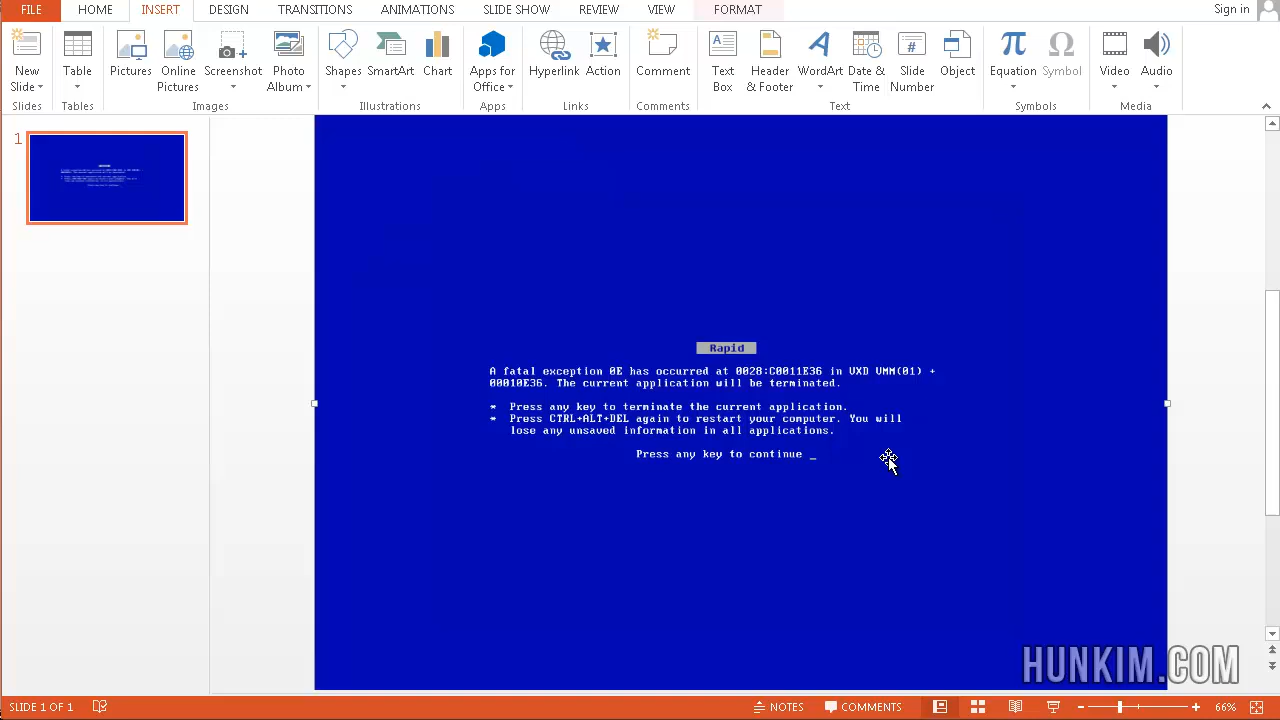 FILE HOME INSERT DESIGN TRANSITIONS ANIMATIONS SLIDE SHOW REVIEW VIEW FORMAT Sign in
New Slide Table Pictures Online Pictures Screenshot Photo Album Shapes SmartArt Chart Apps for Office Hyperlink Action Comment Text Box Header & Footer WordArt Date & Time Slide Number Object Equation Symbol Video Audio
Slides Tables Images Illustrations Apps Links Comments Text Symbols Media
1
Rapid
A fatal exception 0E has occurred at 0028:C0011E36 in VXD VMM(01) +
00010E36. The current application will be terminated.
* Press any key to terminate the current application.
* Press CTRL+ALT+DEL again to restart your computer. You will
lose any unsaved information in all applications.
Press any key to continue _
HUNKIM.COM
SLIDE 1 OF 1 NOTES COMMENTS 66%